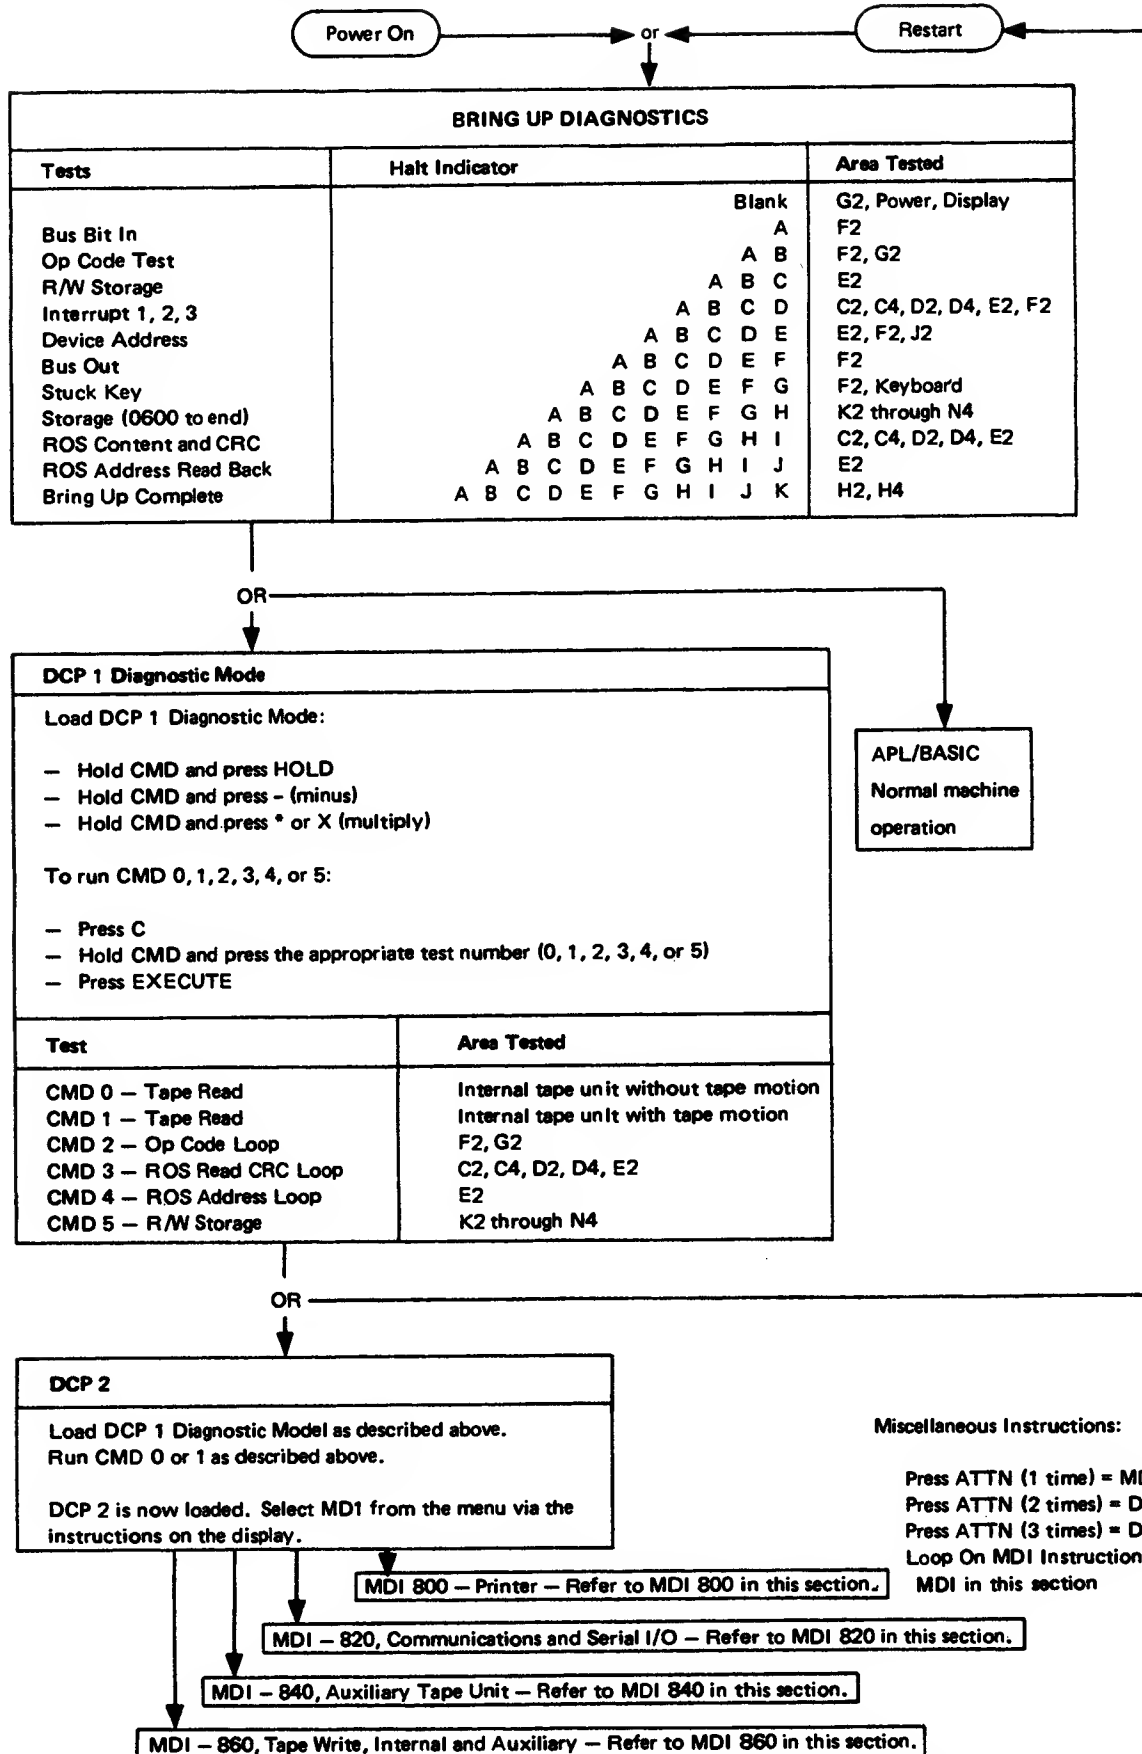 Power On or Restart
BRING UP DIAGNOSTICS
Tests Halt Indicator Area Tested
Blank G2, Power, Display
Bus Bit In A F2
Op Code Test A B F2, G2
R/W Storage A B C E2
Interrupt 1, 2, 3 A B C D C2, C4, D2, D4, E2, F2
Device Address A B C D E E2, F2, J2
Bus Out A B C D E F F2
Stuck Key A B C D E F G F2, Keyboard
Storage (0600 to end) A B C D E F G H K2 through N4
ROS Content and CRC A B C D E F G H I C2, C4, D2, D4, E2
ROS Address Read Back A B C D E F G H I J E2
Bring Up Complete A B C D E F G H I J K H2, H4
OR
DCP 1 Diagnostic Mode
Load DCP 1 Diagnostic Mode:
— Hold CMD and press HOLD
— Hold CMD and press - (minus)
— Hold CMD and press * or X (multiply)
To run CMD 0, 1, 2, 3, 4, or 5:
— Press C
— Hold CMD and press the appropriate test number (0, 1, 2, 3, 4, or 5)
— Press EXECUTE
APL/BASIC
Normal machine
operation
Test Area Tested
CMD 0 — Tape Read Internal tape unit without tape motion
CMD 1 — Tape Read Internal tape unit with tape motion
CMD 2 — Op Code Loop F2, G2
CMD 3 — ROS Read CRC Loop C2, C4, D2, D4, E2
CMD 4 — ROS Address Loop E2
CMD 5 — R/W Storage K2 through N4
OR
DCP 2
Load DCP 1 Diagnostic Model as described above.
Run CMD 0 or 1 as described above.
DCP 2 is now loaded. Select MD1 from the menu via the
instructions on the display.
Miscellaneous Instructions:
Press ATTN (1 time) = MD
Press ATTN (2 times) = D
Press ATTN (3 times) = D
Loop On MDI Instruction
MDI in this section
MDI 800 — Printer — Refer to MDI 800 in this section.
MDI — 820, Communications and Serial I/O — Refer to MDI 820 in this section.
MDI — 840, Auxiliary Tape Unit — Refer to MDI 840 in this section.
MDI — 860, Tape Write, Internal and Auxiliary — Refer to MDI 860 in this section.